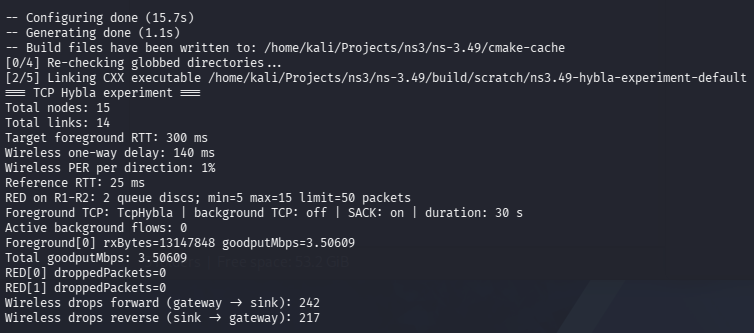 -- Configuring done (15.7s)
-- Generating done (1.1s)
-- Build files have been written to: /home/kali/Projects/ns3/ns-3.49/cmake-cache
[0/4] Re-checking globbed directories...
[2/5] Linking CXX executable /home/kali/Projects/ns3/ns-3.49/build/scratch/ns3.49-hybla-experiment-default
=== TCP Hybla experiment ===
Total nodes: 15
Total links: 14
Target foreground RTT: 300 ms
Wireless one-way delay: 140 ms
Wireless PER per direction: 1%
Reference RTT: 25 ms
RED on R1-R2: 2 queue discs; min=5 max=15 limit=50 packets
Foreground TCP: TcpHybla | background TCP: off | SACK: on | duration: 30 s
Active background flows: 0
Foreground[0] rxBytes=13147848 goodputMbps=3.50609
Total goodputMbps: 3.50609
RED[0] droppedPackets=0
RED[1] droppedPackets=0
Wireless drops forward (gateway -> sink): 242
Wireless drops reverse (sink -> gateway): 217